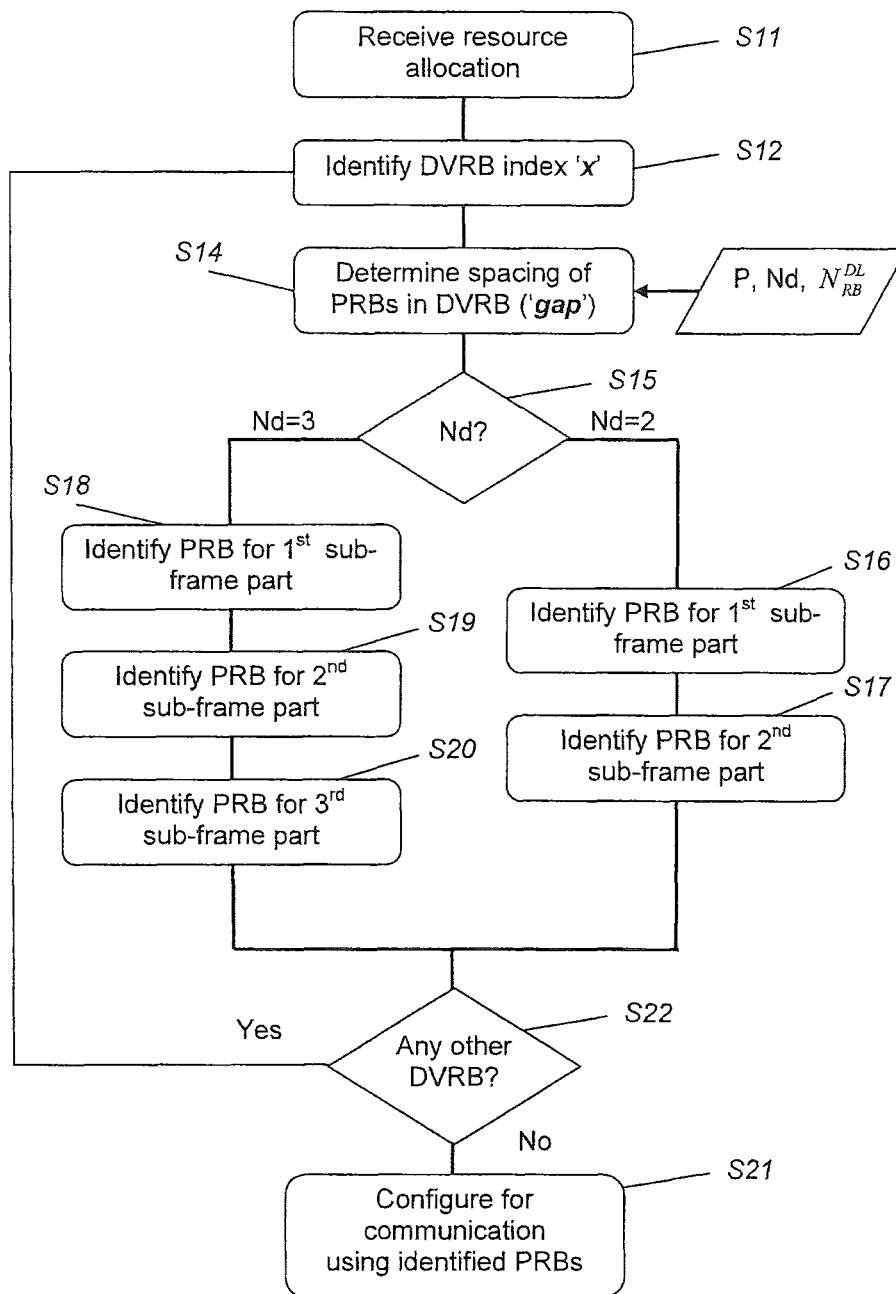 Receive resource
allocation
S11
Identify DVRB index 'x'
S12
S14
Determine spacing of
PRBs in DVRB ('gap')
P, Nd, N_{RB}^{DL}
S15
Nd=3
Nd?
Nd=2
S18
Identify PRB for 1st sub-
frame part
S16
Identify PRB for 1st sub-
frame part
S19
Identify PRB for 2nd
sub-frame part
S17
Identify PRB for 2nd
sub-frame part
S20
Identify PRB for 3rd
sub-frame part
Yes
Any other
DVRB?
S22
No
S21
Configure for
communication
using identified PRBs